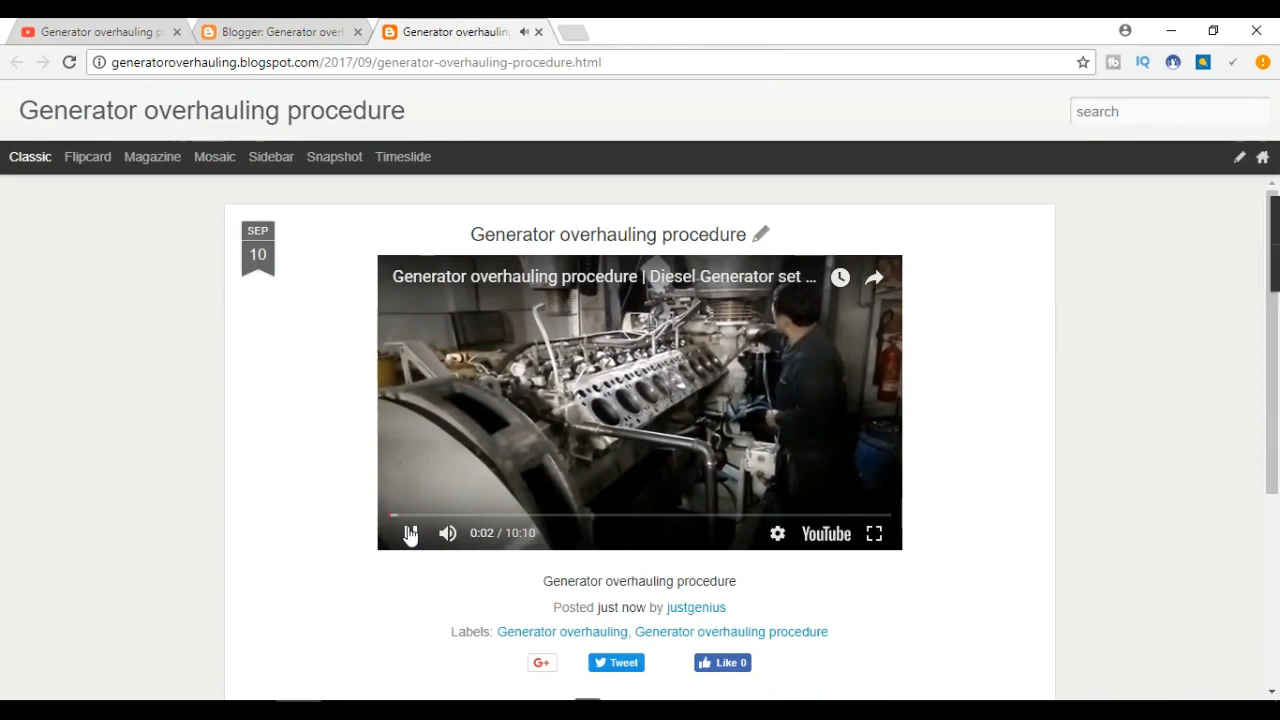 Generator overhauling p
Blogger: Generator over
Generator overhauling
generatoroverhauling.blogspot.com/2017/09/generator-overhauling-procedure.html
IQ
Generator overhauling procedure
search
Classic Flipcard Magazine Mosaic Sidebar Snapshot Timeslide
SEP
10
Generator overhauling procedure
Generator overhauling procedure | Diesel Generator set ...
0:02 / 10:10
YouTube
Generator overhauling procedure
Posted just now by justgenius
Labels: Generator overhauling, Generator overhauling procedure
G+
Tweet
Like 0